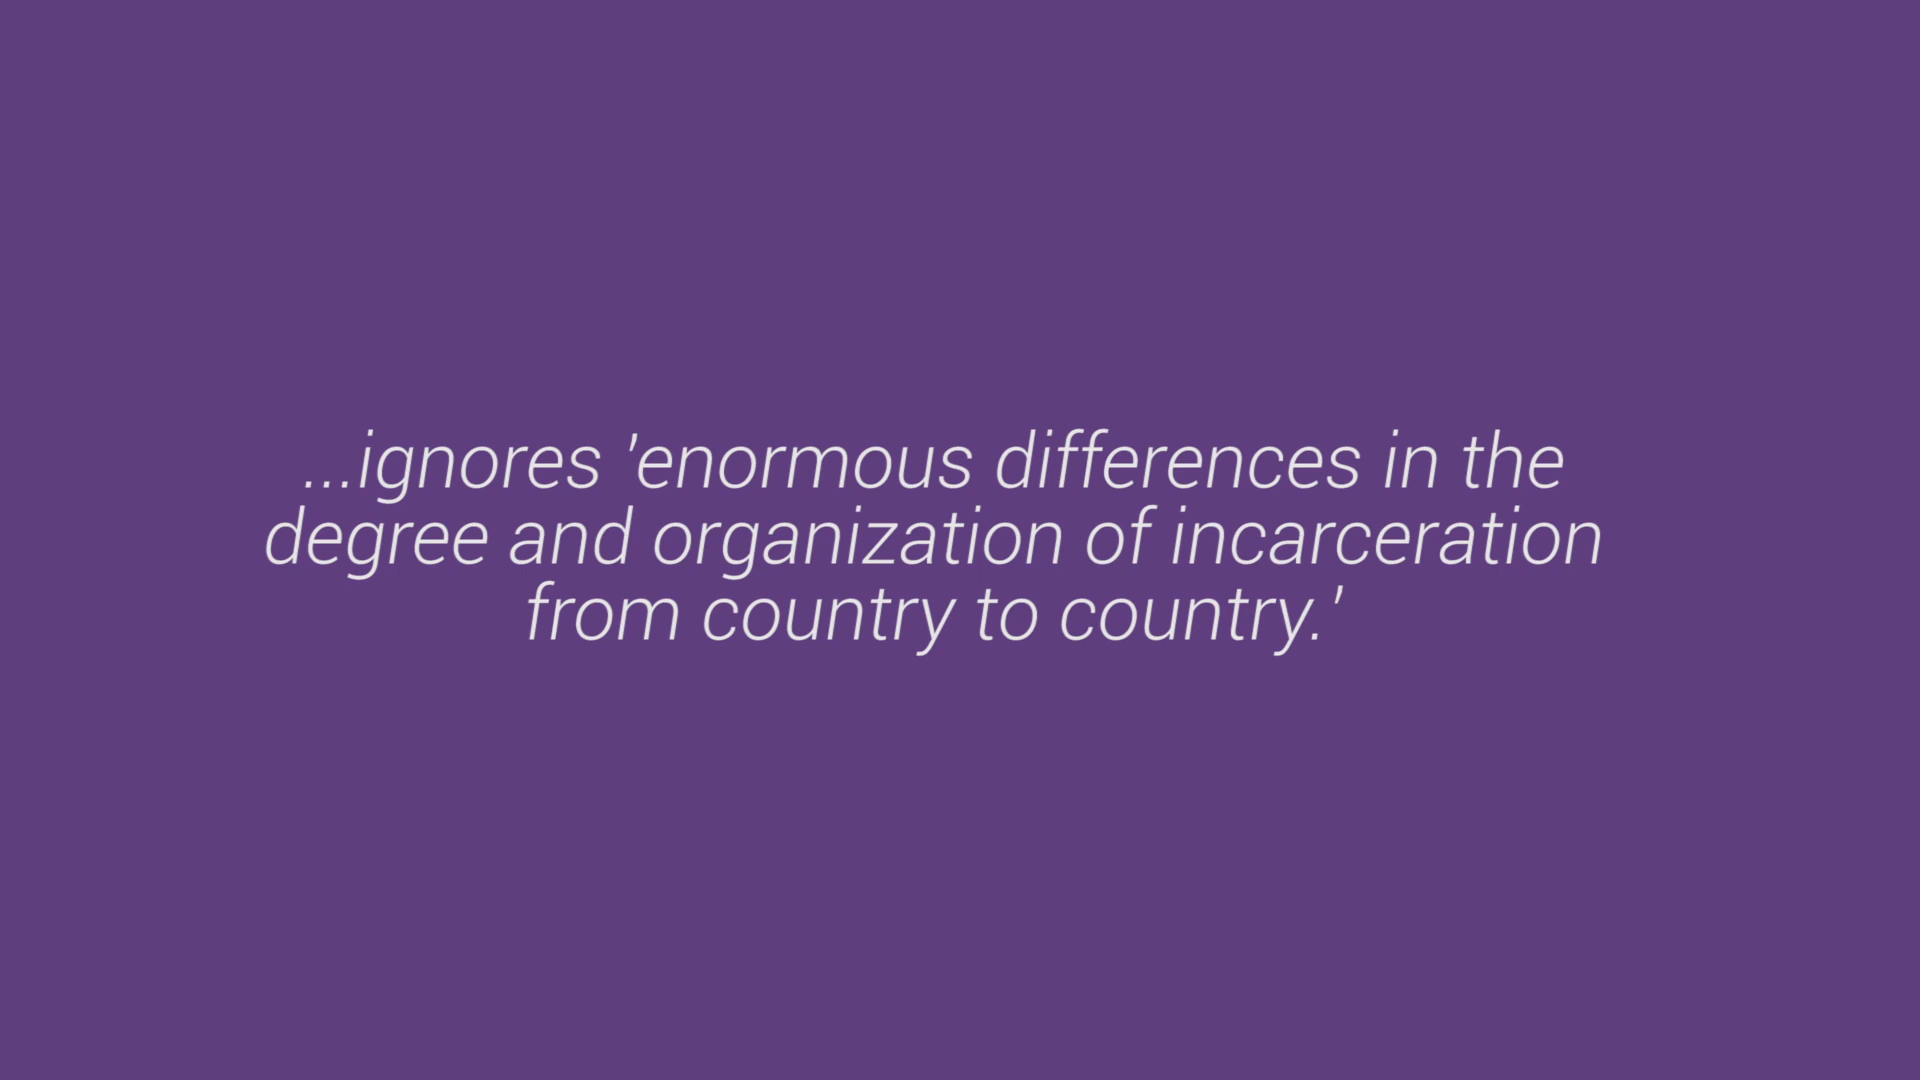 ...ignores 'enormous differences in the
degree and organization of incarceration
from country to country.'